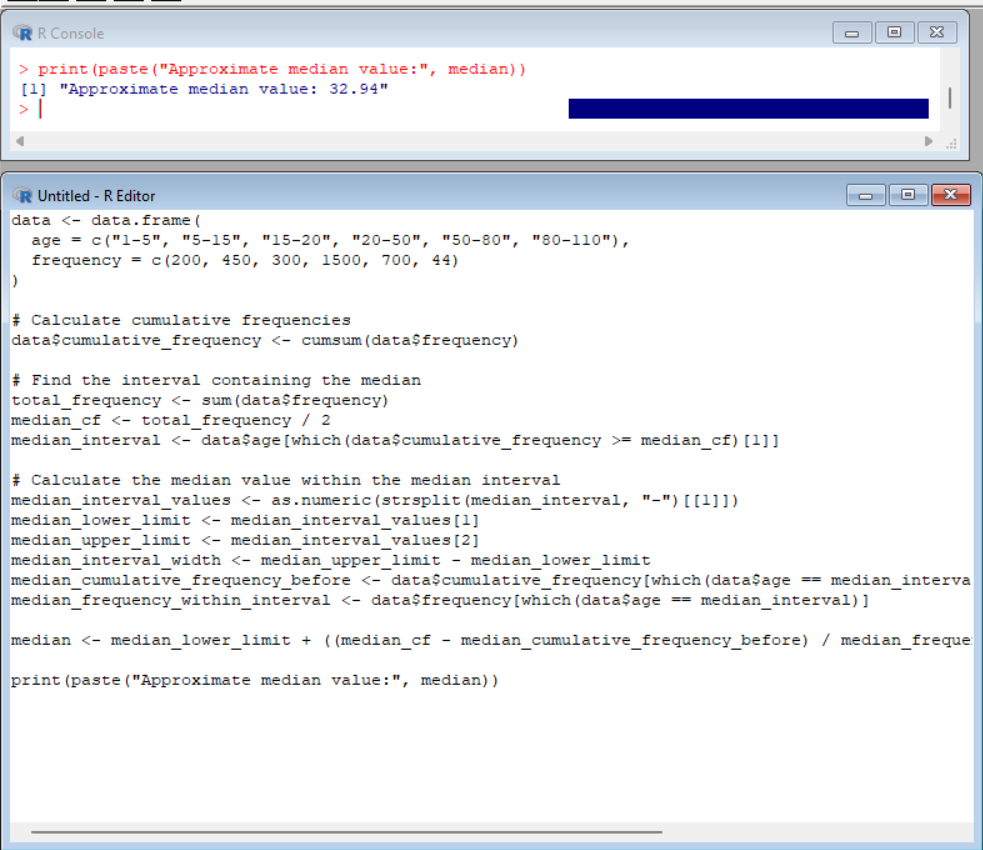 R Console
> print(paste("Approximate median value:", median))
[1] "Approximate median value: 32.94"
>
Untitled - R Editor
data <- data.frame(
  age = c("1-5", "5-15", "15-20", "20-50", "50-80", "80-110"),
  frequency = c(200, 450, 300, 1500, 700, 44)
)
# Calculate cumulative frequencies
data$cumulative_frequency <- cumsum(data$frequency)
# Find the interval containing the median
total_frequency <- sum(data$frequency)
median_cf <- total_frequency / 2
median_interval <- data$age[which(data$cumulative_frequency >= median_cf)[1]]
# Calculate the median value within the median interval
median_interval_values <- as.numeric(strsplit(median_interval, "-")[[1]])
median_lower_limit <- median_interval_values[1]
median_upper_limit <- median_interval_values[2]
median_interval_width <- median_upper_limit - median_lower_limit
median_cumulative_frequency_before <- data$cumulative_frequency[which(data$age == median_interva
median_frequency_within_interval <- data$frequency[which(data$age == median_interval)]
median <- median_lower_limit + ((median_cf - median_cumulative_frequency_before) / median_freque
print(paste("Approximate median value:", median))